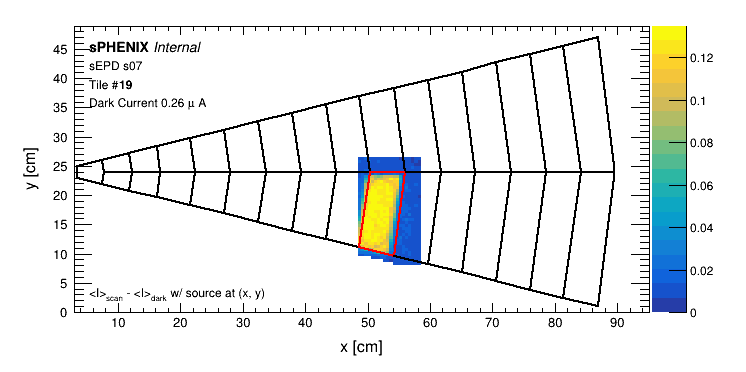 sPHENIX Internal
sEPD s07
Tile #19
Dark Current 0.26 μ A
<I>scan - <I>dark w/ source at (x, y)
y [cm]
45
40
35
30
25
20
15
10
5
0
10 20 30 40 50 60 70 80 90
x [cm]
0.12
0.1
0.08
0.06
0.04
0.02
0